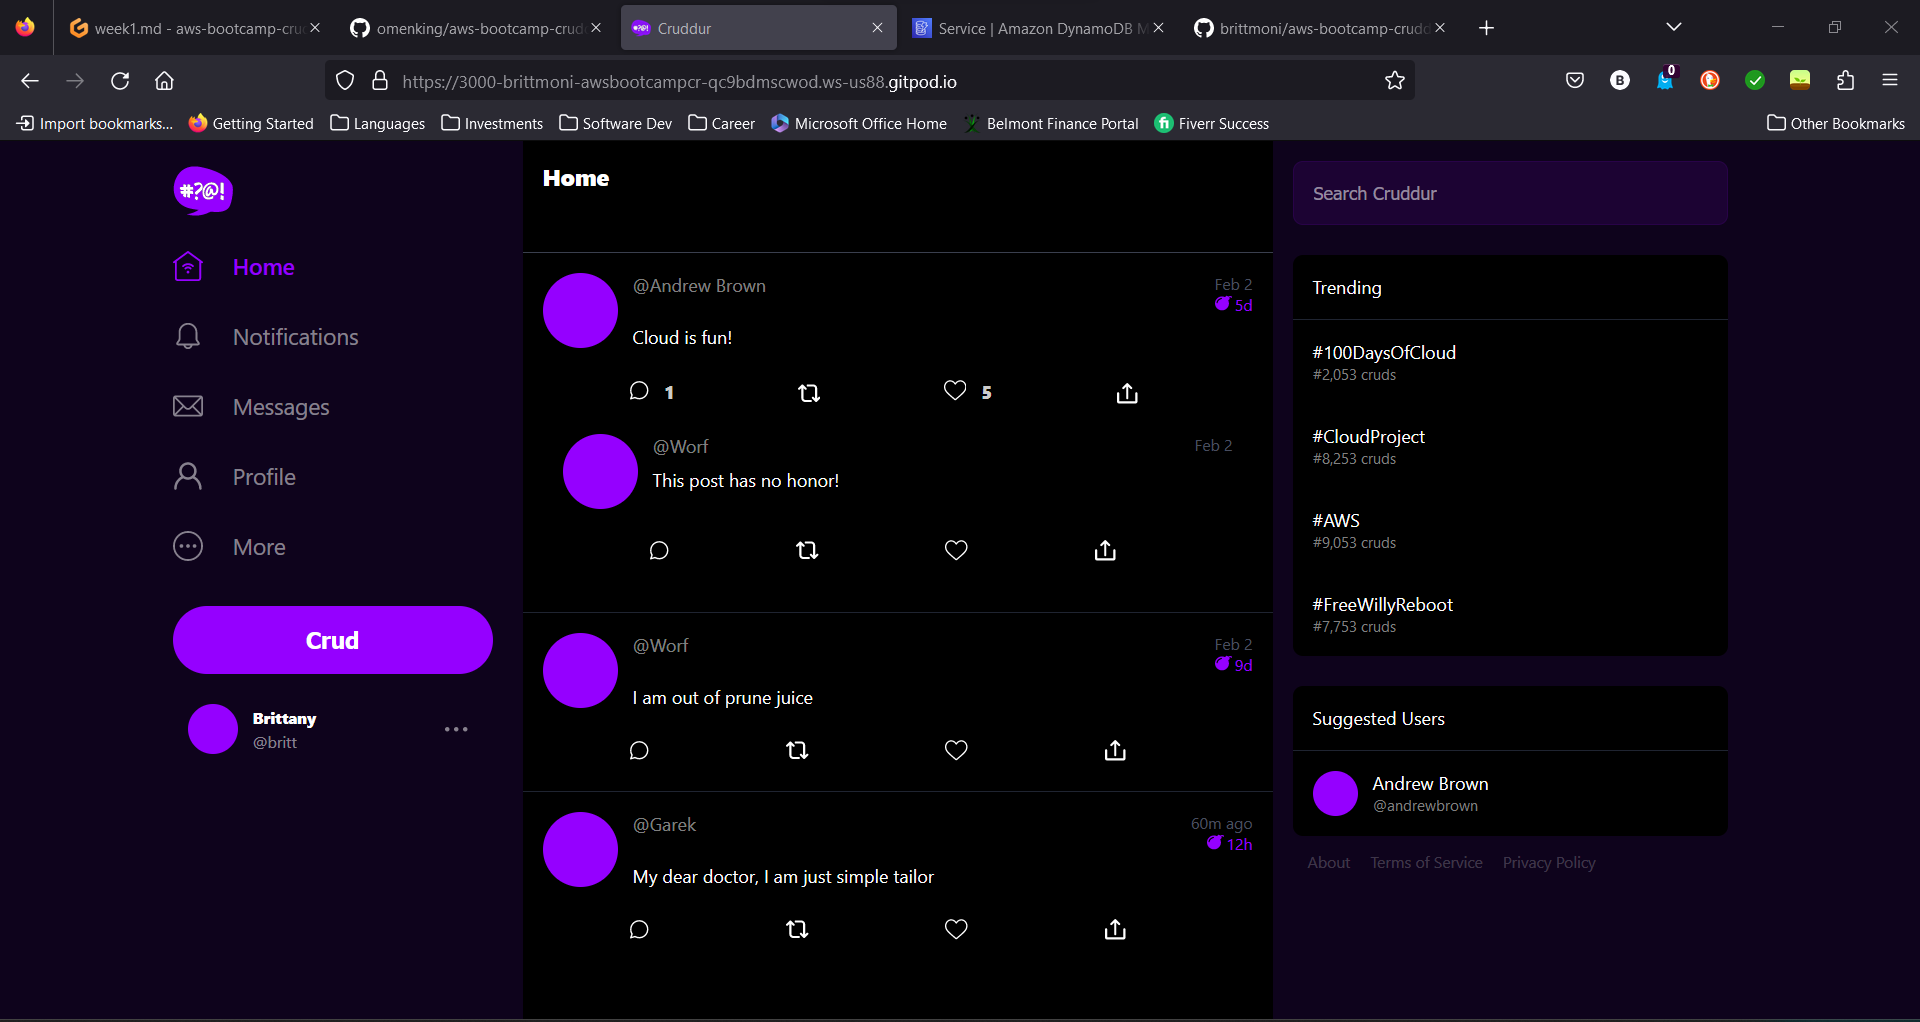 week1.md - aws-bootcamp-cru
omenking/aws-bootcamp-crud
Cruddur
Service | Amazon DynamoDB M
brittmoni/aws-bootcamp-crudd
https://3000-brittmoni-awsbootcampcr-qc9bdmscwod.ws-us88.gitpod.io
B
0
Import bookmarks...
Getting Started
Languages
Investments
Software Dev
Career
Microsoft Office Home
Belmont Finance Portal
fi
Fiverr Success
Other Bookmarks
#?@!
Home
Notifications
Messages
Profile
More
Crud
Brittany
@britt
Home
@Andrew Brown
Feb 2
5d
Cloud is fun!
1
5
@Worf
Feb 2
This post has no honor!
@Worf
Feb 2
9d
I am out of prune juice
@Garek
60m ago
12h
My dear doctor, I am just simple tailor
Search Cruddur
Trending
#100DaysOfCloud
#2,053 cruds
#CloudProject
#8,253 cruds
#AWS
#9,053 cruds
#FreeWillyReboot
#7,753 cruds
Suggested Users
Andrew Brown
@andrewbrown
About
Terms of Service
Privacy Policy